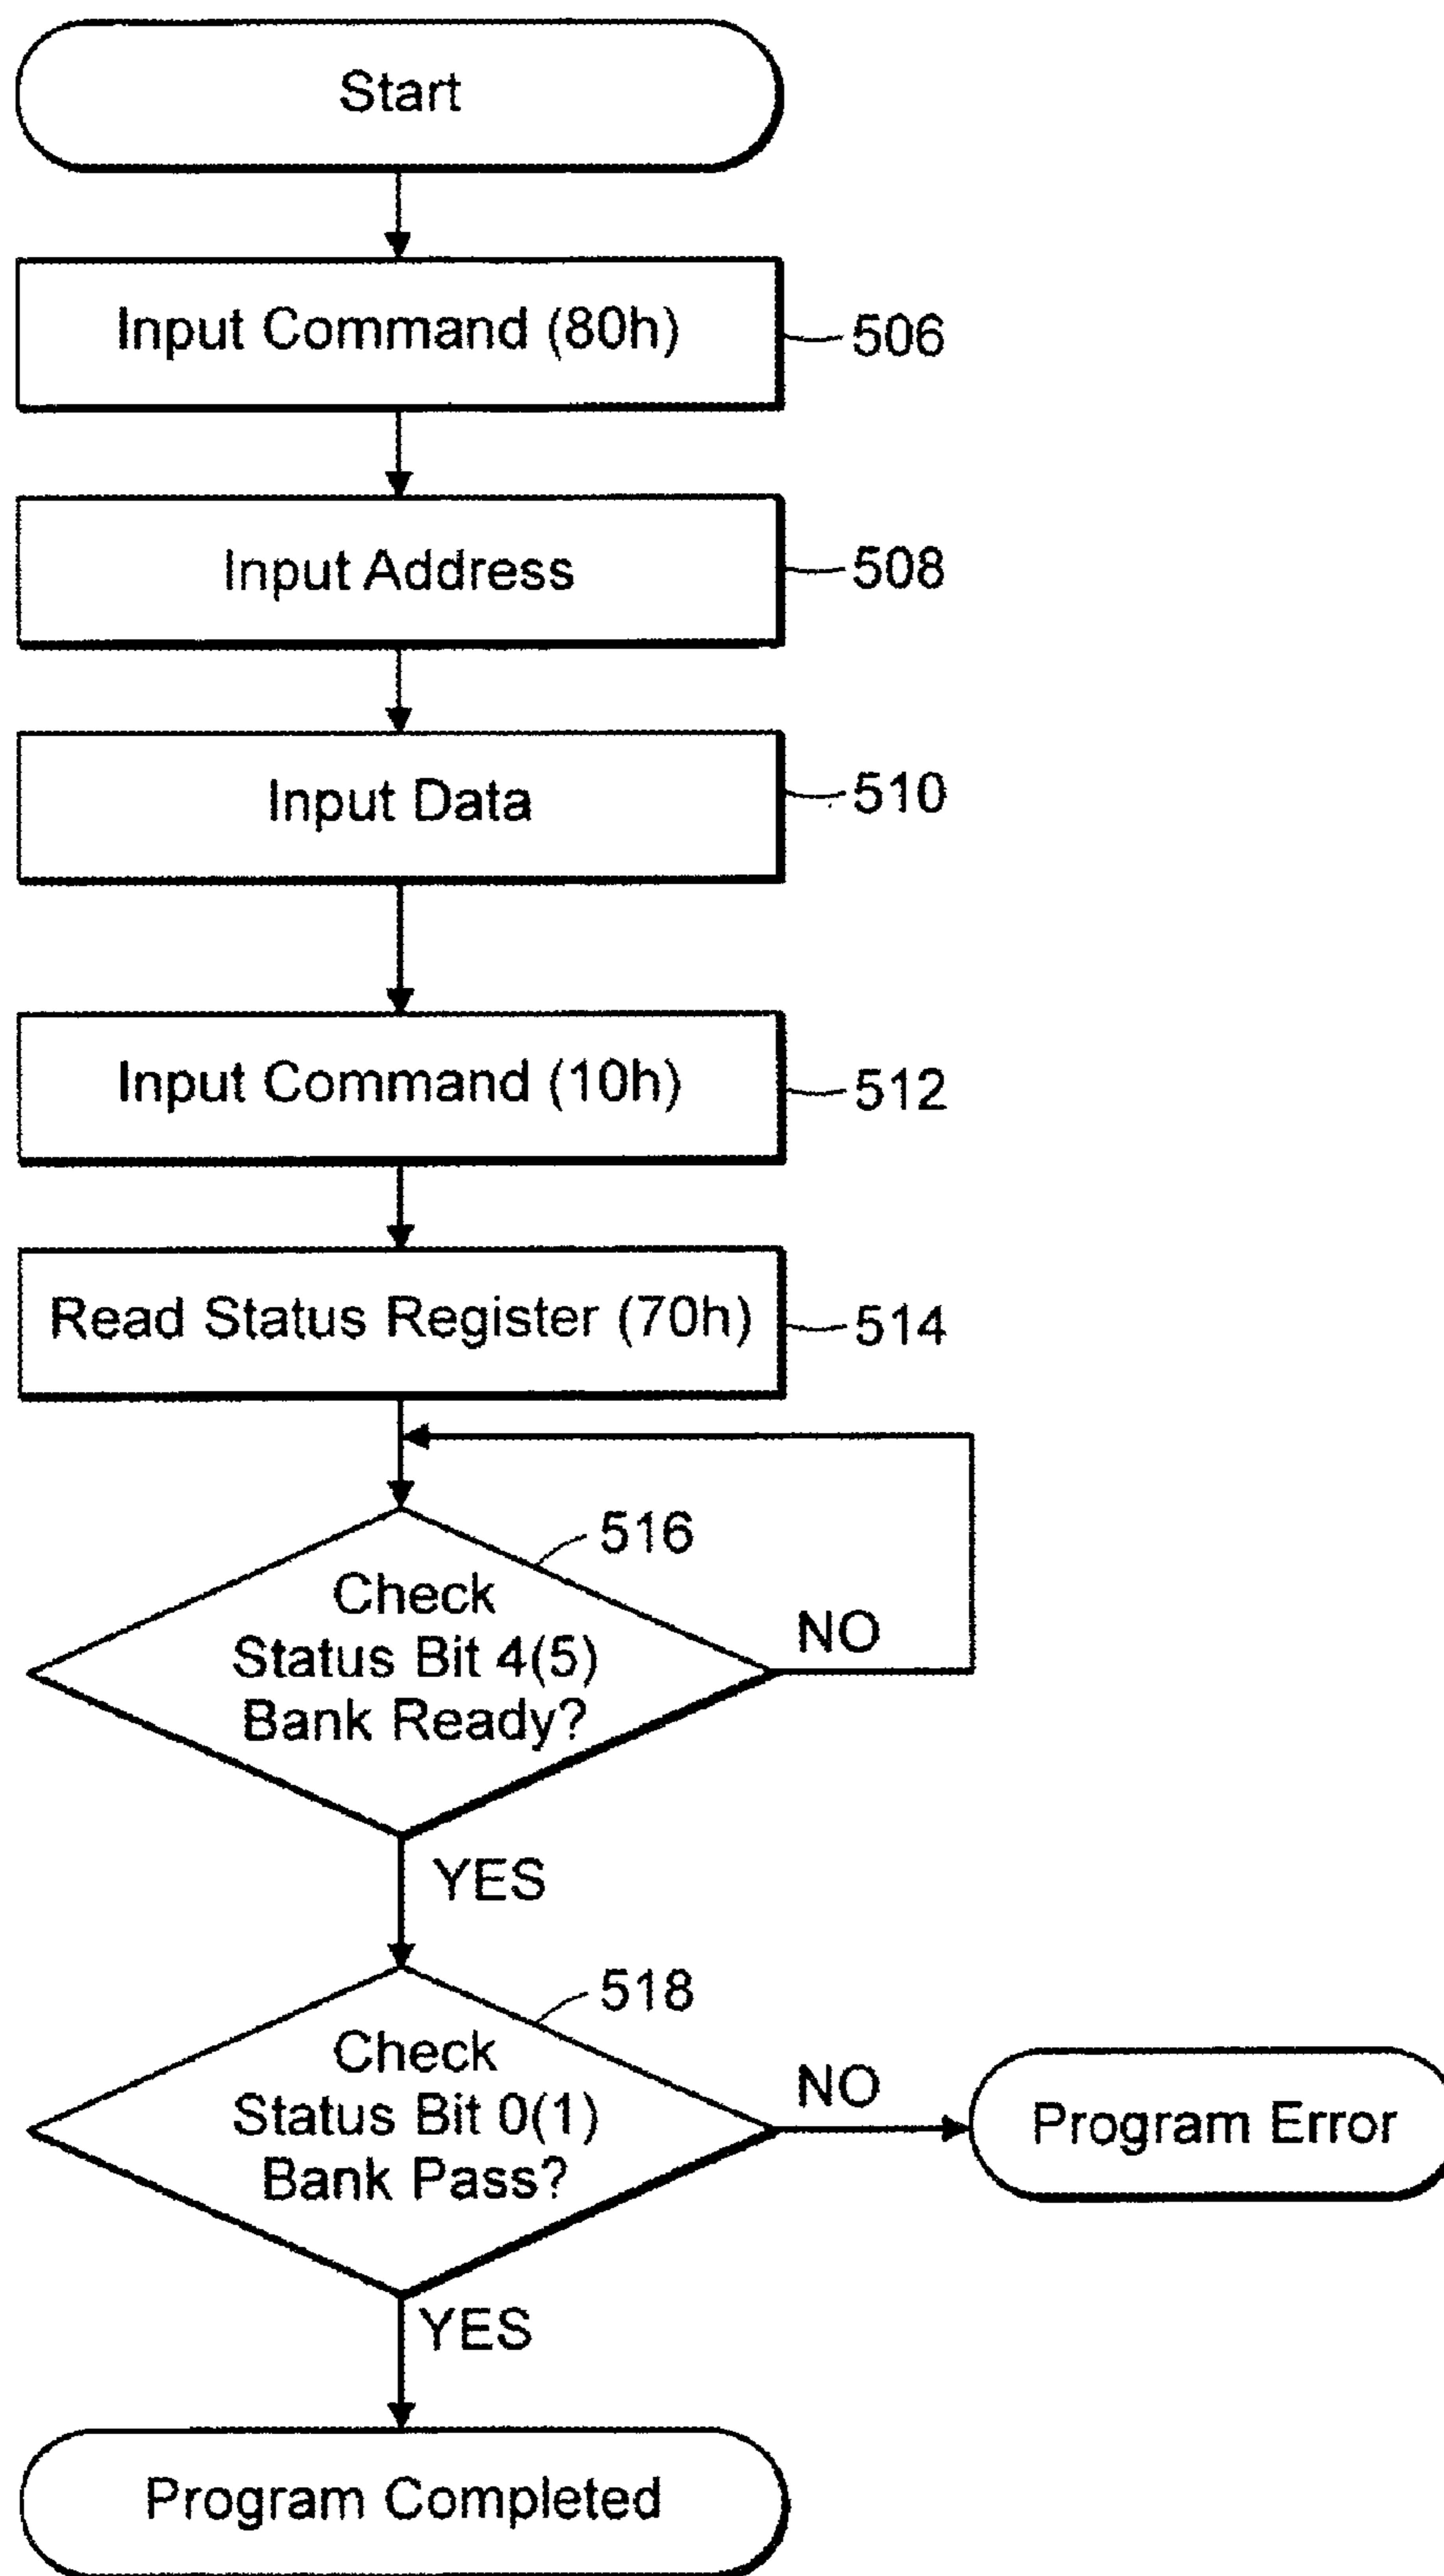 Start
Input Command (80h)
506
Input Address
508
Input Data
510
Input Command (10h)
512
Read Status Register (70h)
514
516
Check
Status Bit 4(5)
Bank Ready?
NO
YES
518
Check
Status Bit 0(1)
Bank Pass?
NO
Program Error
YES
Program Completed